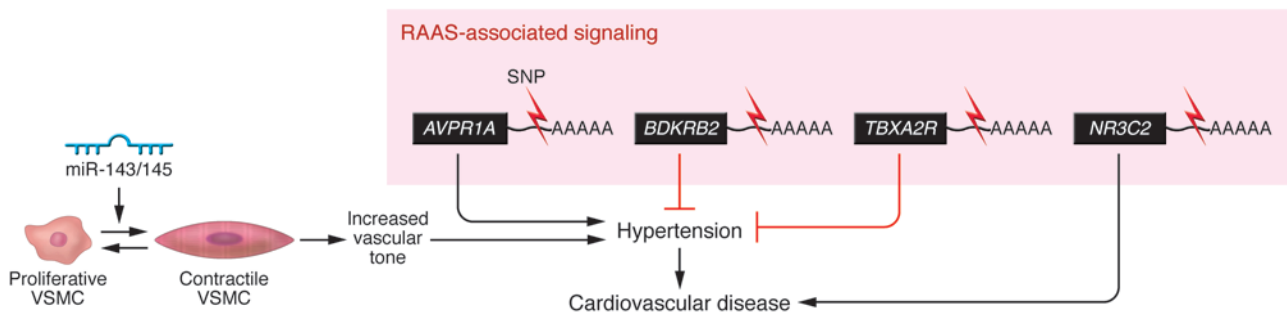 RAAS-associated signaling
SNP
AVPR1A AAAAA BDKRB2 AAAAA TBXA2R AAAAA NR3C2 AAAAA
miR-143/145
Increased
vascular
tone
Hypertension
Proliferative
VSMC
Contractile
VSMC
Cardiovascular disease